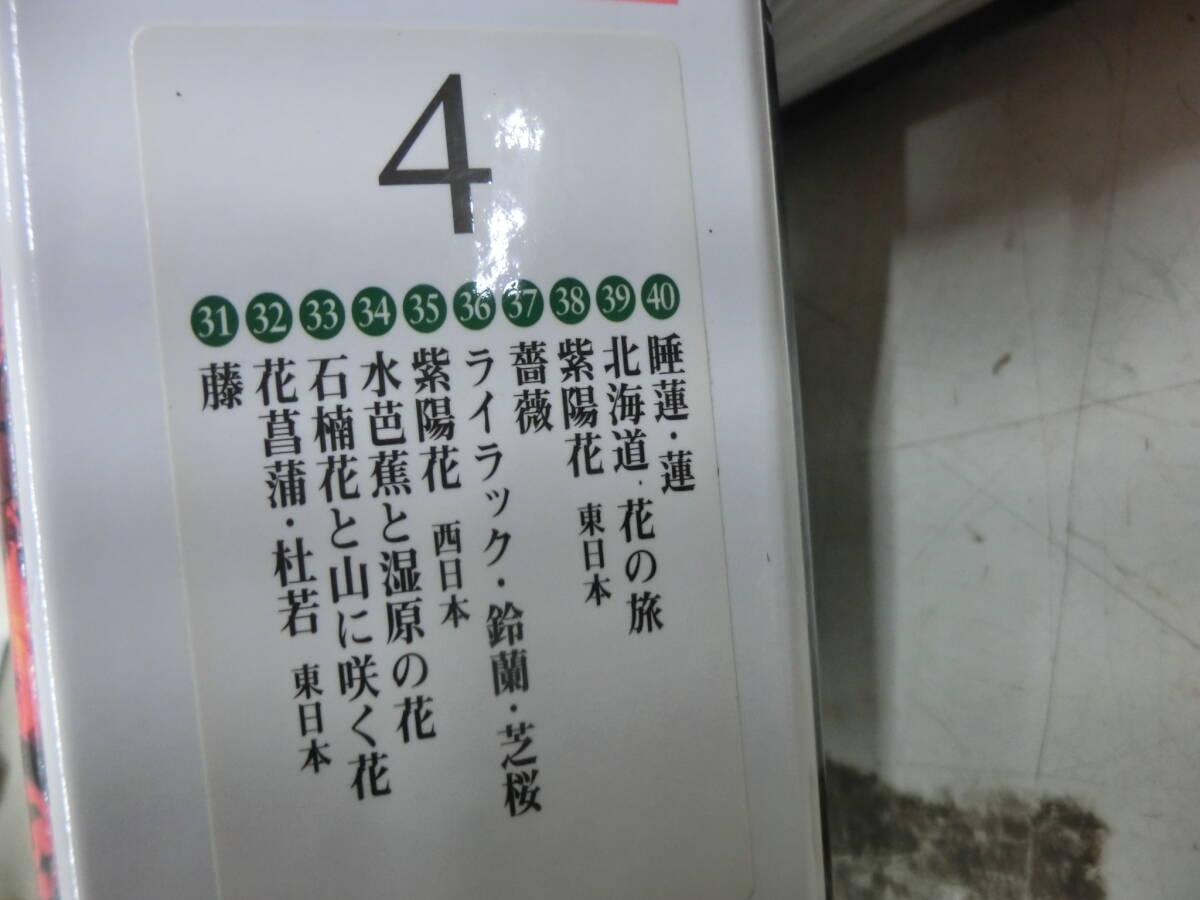 4
31 藤
32 花菖蒲・杜若 東日本
33 石楠花と山に咲く花
34 水芭蕉と湿原の花
35 紫陽花 西日本
36 ライラック・鈴蘭・芝桜
37 薔薇
38 紫陽花 東日本
39 北海道・花の旅
40 睡蓮・蓮